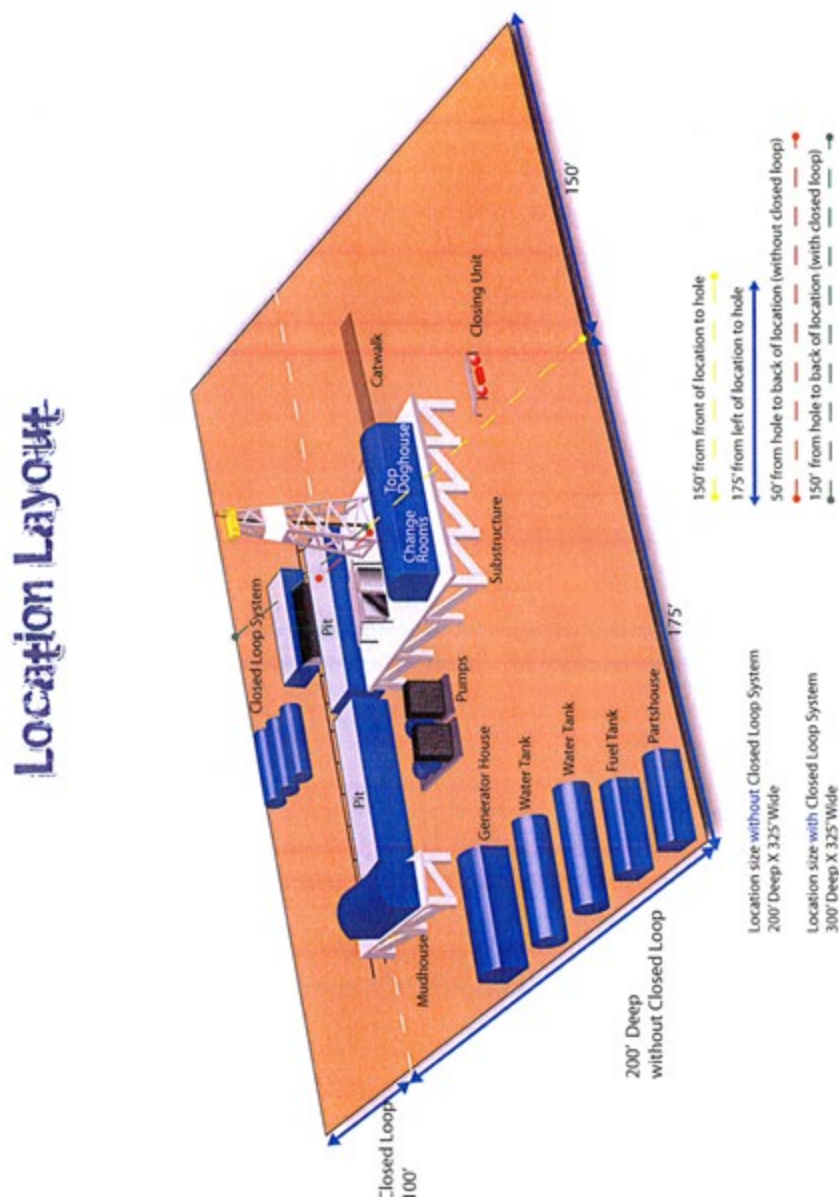 Location Layout
Closed Loop System
Pit
Pit
Catwalk
Top
Doghouse
Change
Rooms
Closing Unit
Substructure
Pumps
Mudhouse
Generator House
Water Tank
Water Tank
Fuel Tank
Partshouse
150'
175'
Closed Loop
100'
200' Deep
without Closed Loop
Location size without Closed Loop System
200' Deep X 325'Wide
Location size with Closed Loop System
300' Deep X 325'Wide
150' from front of location to hole
175' from left of location to hole
50' from hole to back of location (without closed loop)
150' from hole to back of location (with closed loop)